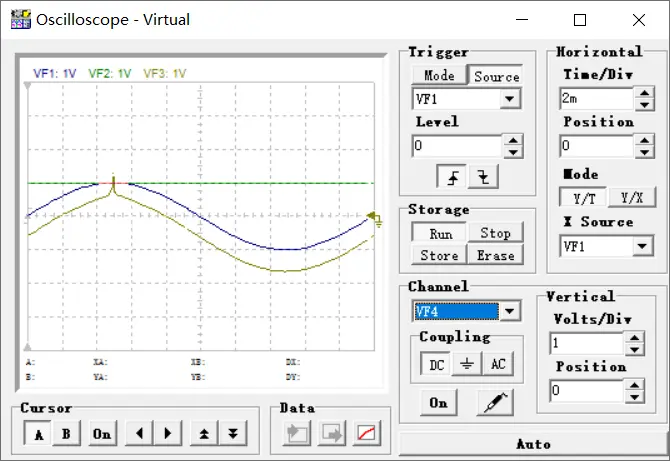 Oscilloscope - Virtual
VF1: 1V VF2: 1V VF3: 1V
A: XA: XB: DX:
B: YA: YB: DY:
Cursor
A B On
Data
Trigger
Mode Source
VF1
Level
0
Storage
Run Stop
Store Erase
Horizontal
Time/Div
2m
Position
0
Mode
Y/T Y/X
X Source
VF1
Channel
VF4
Coupling
DC AC
On
Vertical
Volts/Div
1
Position
0
Auto